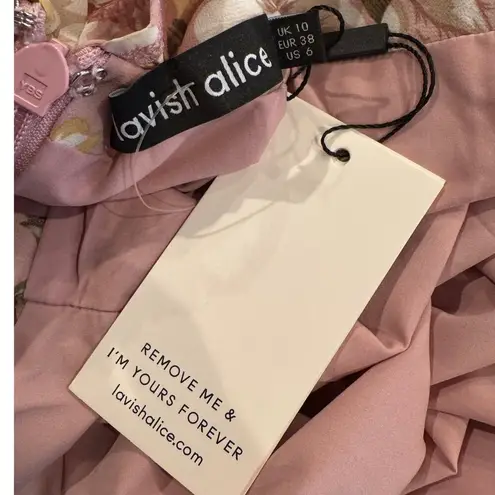 lavish alice
UK 10
EUR 38
US 6
REMOVE ME &
I'M YOURS FOREVER
lavishalice.com